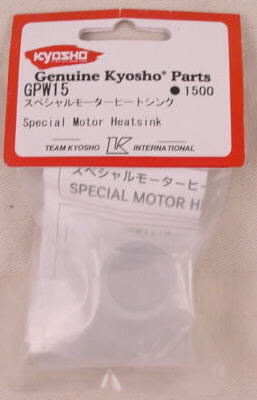 KYOSHO
Genuine Kyosho® Parts
GPW15 ●1500
スペシャルモーターヒートシンク
Special Motor Heatsink
TEAM KYOSHO K INTERNATIONAL
スペシャルモーターヒー
SPECIAL MOTOR H